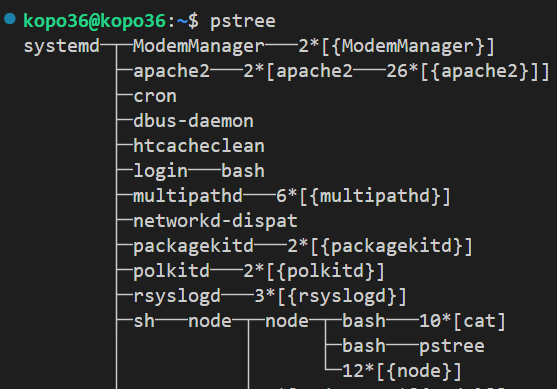 kopo36@kopo36:~$ pstree
systemd─┬─ModemManager───2*[{ModemManager}]
        ├─apache2───2*[apache2───26*[{apache2}]]
        ├─cron
        ├─dbus-daemon
        ├─htcacheclean
        ├─login───bash
        ├─multipathd───6*[{multipathd}]
        ├─networkd-dispat
        ├─packagekitd───2*[{packagekitd}]
        ├─polkitd───2*[{polkitd}]
        ├─rsyslogd───3*[{rsyslogd}]
        ├─sh───node─┬─node─┬─bash───10*[cat]
        │           │      ├─bash───pstree
        │           │      └─12*[{node}]